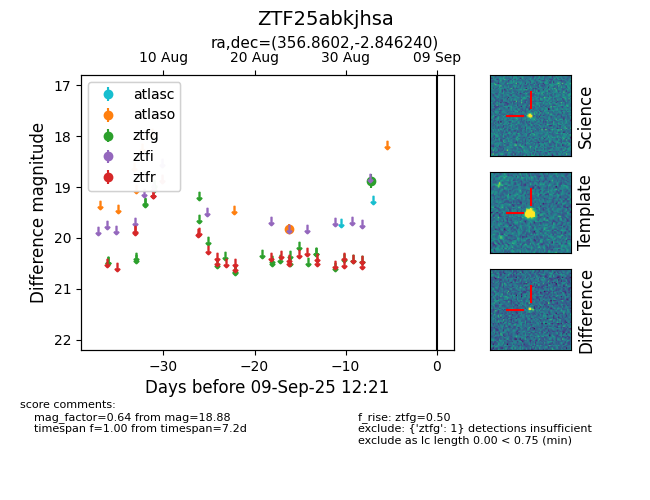 ZTF25abkjhsa
ra,dec=(356.8602,-2.846240)
10 Aug 20 Aug 30 Aug 09 Sep
17
18
19
20
21
22
Difference magnitude
atlasc
atlaso
ztfg
ztfi
ztfr
−30 −20 −10 0
Days before 09-Sep-25 12:21
Science
Template
Difference
score comments:
mag_factor=0.64 from mag=18.88
timespan f=1.00 from timespan=7.2d
f_rise: ztfg=0.50
exclude: {'ztfg': 1} detections insufficient
exclude as lc length 0.00 < 0.75 (min)